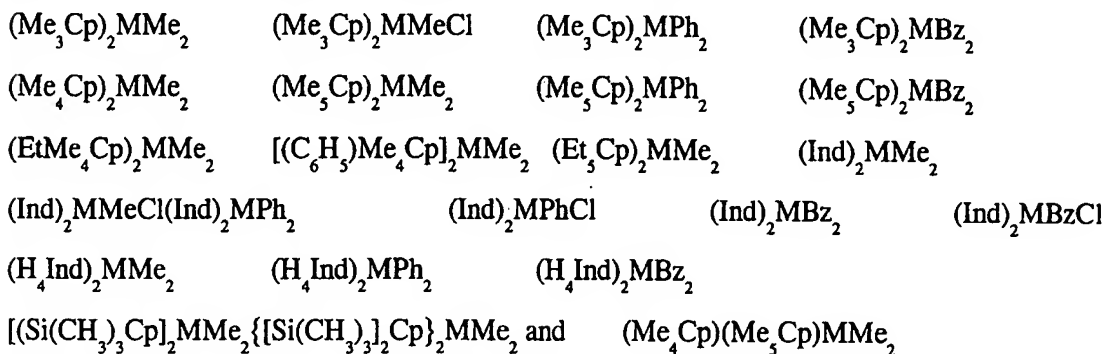 (Me₃Cp)₂MMe₂ (Me₃Cp)₂MMeCl (Me₃Cp)₂MPh₂ (Me₃Cp)₂MBz₂
(Me₄Cp)₂MMe₂ (Me₅Cp)₂MMe₂ (Me₅Cp)₂MPh₂ (Me₅Cp)₂MBz₂
(EtMe₄Cp)₂MMe₂ [(C₆H₅)Me₄Cp]₂MMe₂ (Et₅Cp)₂MMe₂ (Ind)₂MMe₂
(Ind)₂MMeCl(Ind)₂MPh₂ (Ind)₂MPhCl (Ind)₂MBz₂ (Ind)₂MBzCl
(H₄Ind)₂MMe₂ (H₄Ind)₂MPh₂ (H₄Ind)₂MBz₂
[(Si(CH₃)₃Cp]₂MMe₂{[Si(CH₃)₃]₂Cp}₂MMe₂ and (Me₄Cp)(Me₅Cp)MMe₂